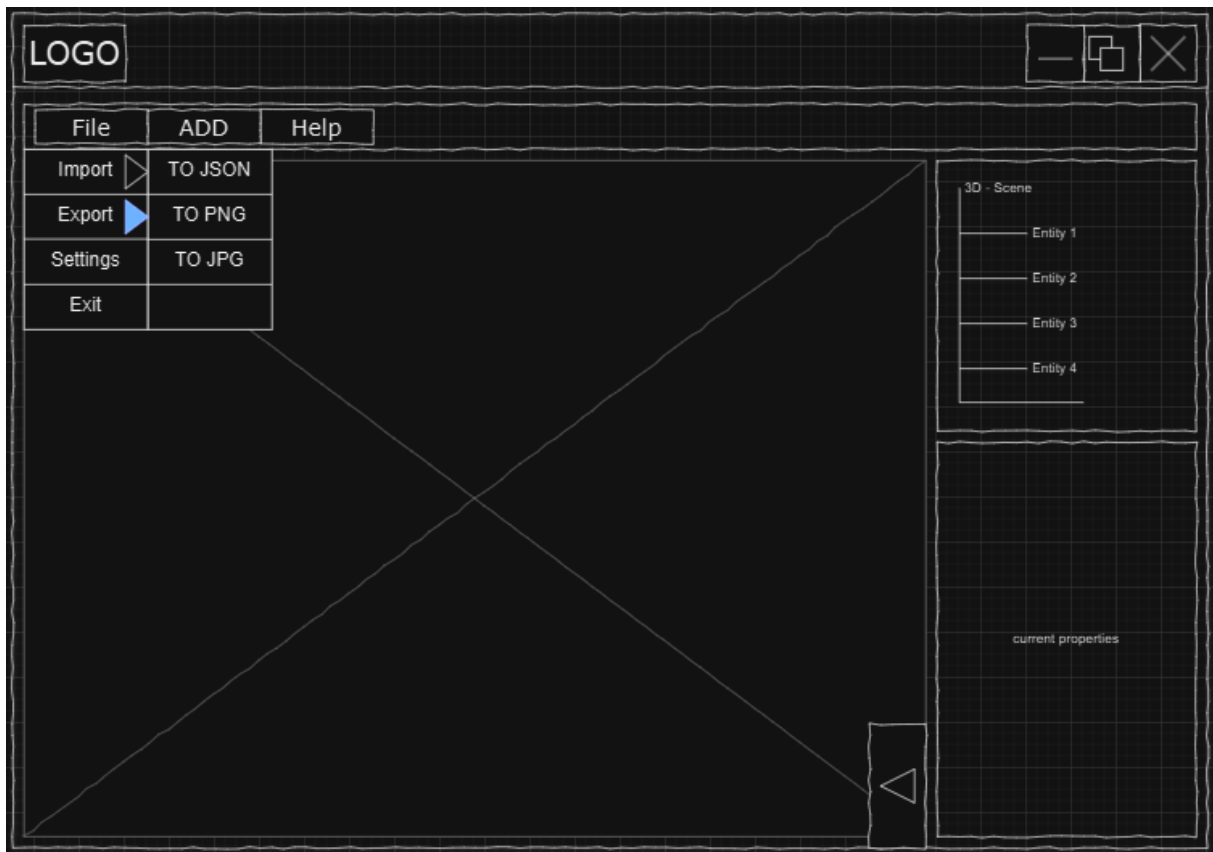 LOGO
File ADD Help
Import TO JSON
Export TO PNG
Settings TO JPG
Exit
3D - Scene
Entity 1
Entity 2
Entity 3
Entity 4
current properties